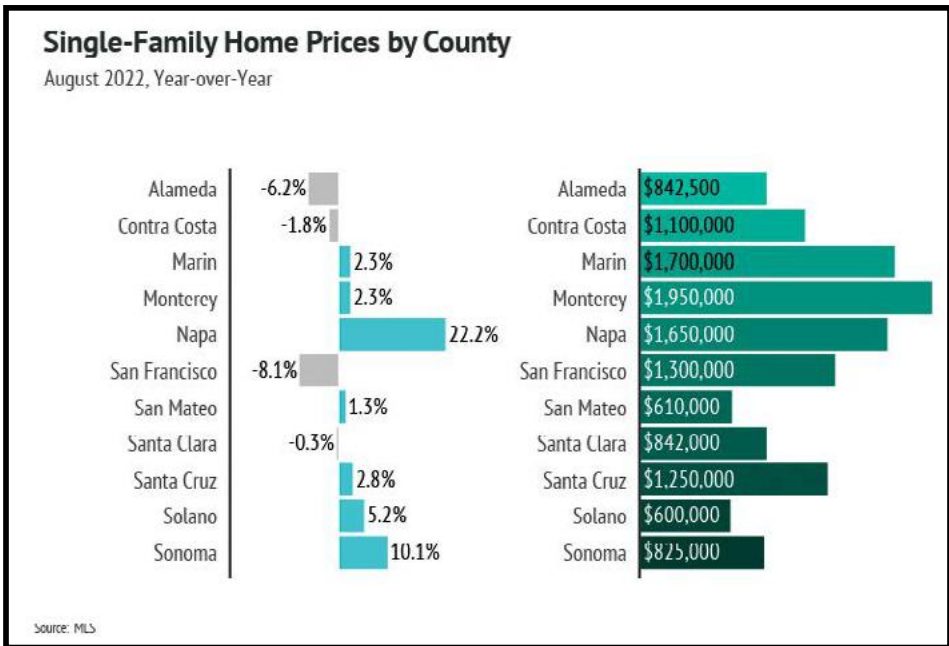 Single-Family Home Prices by County
August 2022, Year-over-Year
Alameda -6.2% Alameda $842,500
Contra Costa -1.8% Contra Costa $1,100,000
Marin 2.3% Marin $1,700,000
Monterey 2.3% Monterey $1,950,000
Napa 22.2% Napa $1,650,000
San Francisco -8.1% San Francisco $1,300,000
San Mateo 1.3% San Mateo $610,000
Santa Clara -0.3% Santa Clara $842,000
Santa Cruz 2.8% Santa Cruz $1,250,000
Solano 5.2% Solano $600,000
Sonoma 10.1% Sonoma $825,000
Source: MLS